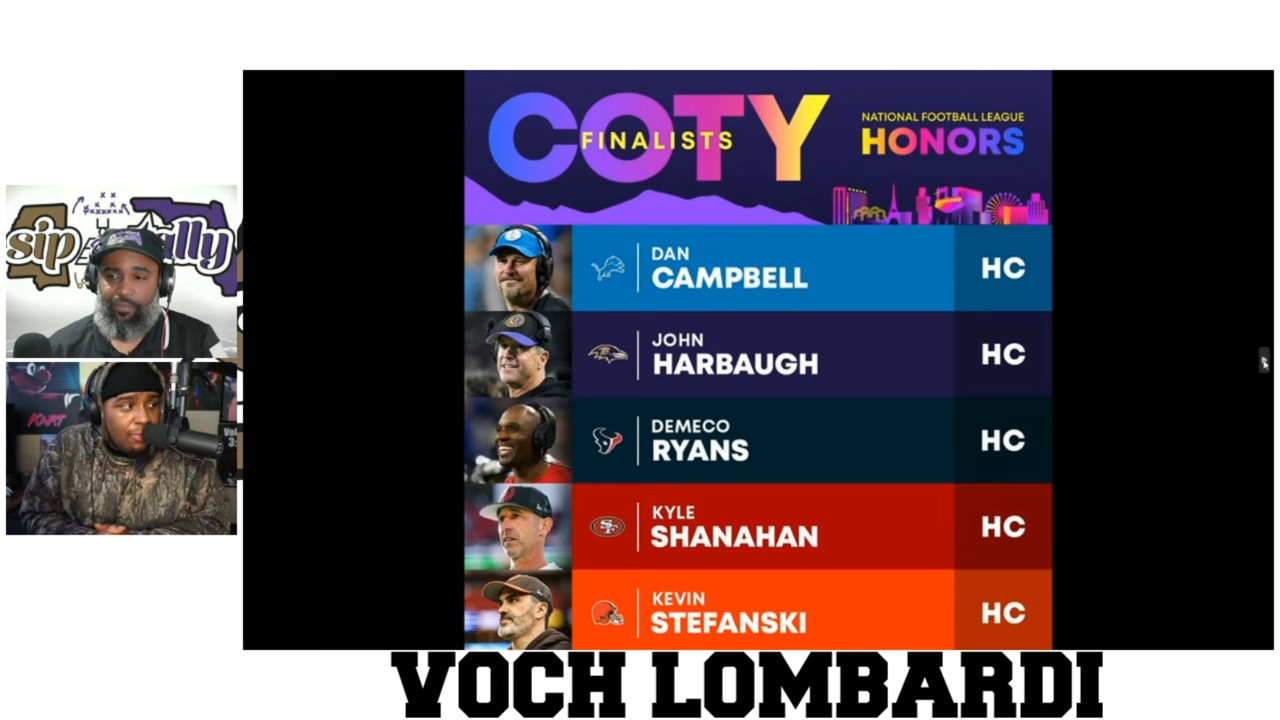 COTY
FINALISTS
NATIONAL FOOTBALL LEAGUE
HONORS
DAN
CAMPBELL
HC
JOHN
HARBAUGH
HC
DEMECO
RYANS
HC
KYLE
SHANAHAN
HC
KEVIN
STEFANSKI
HC
sip
ally
VOCH LOMBARDI